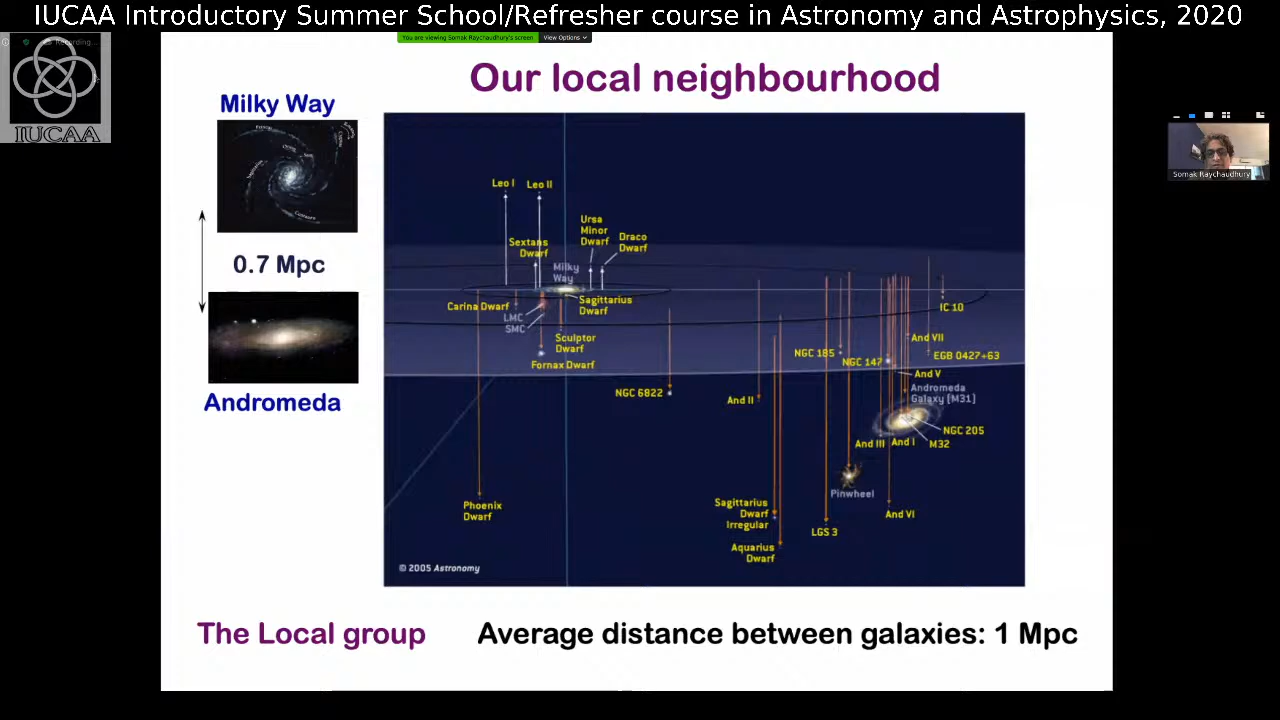 IUCAA Introductory Summer School/Refresher course in Astronomy and Astrophysics, 2020
You are viewing Somak Raychaudhury's screen
View Options
Recording...
IUCAA
Our local neighbourhood
Milky Way
0.7 Mpc
Andromeda
Leo I
Leo II
Ursa
Minor
Dwarf
Draco
Dwarf
Sextans
Dwarf
Milky
Way
Carina Dwarf
Sagittarius
Dwarf
LMC
SMC
Sculptor
Dwarf
Fornax Dwarf
NGC 6822
Phoenix
Dwarf
And II
NGC 185
NGC 147
IC 10
And VII
EGB 0427+63
And V
Andromeda
Galaxy (M31)
NGC 205
M32
And III
And I
Pinwheel
And VI
Sagittarius
Dwarf
Irregular
LGS 3
Aquarius
Dwarf
© 2005 Astronomy
Somak Raychaudhury
The Local group
Average distance between galaxies: 1 Mpc